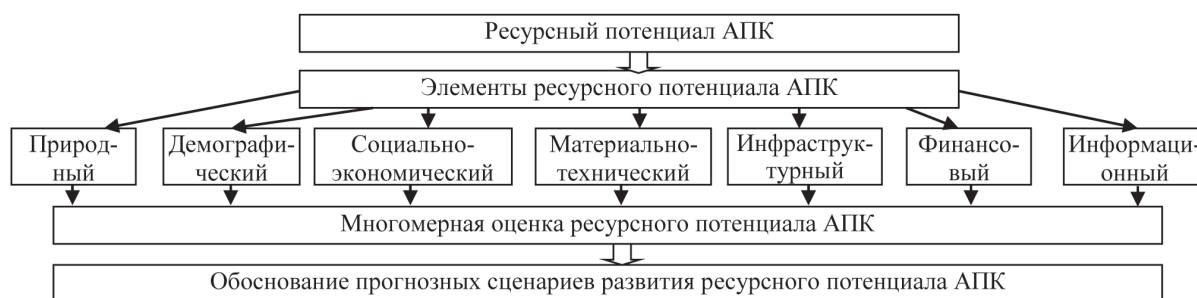 Ресурсный потенциал АПК
Элементы ресурсного потенциала АПК
Природ-
ный
Демографи-
ческий
Социально-
экономический
Материально-
технический
Инфраструк-
турный
Финансо-
вый
Информаци-
онный
Многомерная оценка ресурсного потенциала АПК
Обоснование прогнозных сценариев развития ресурсного потенциала АПК